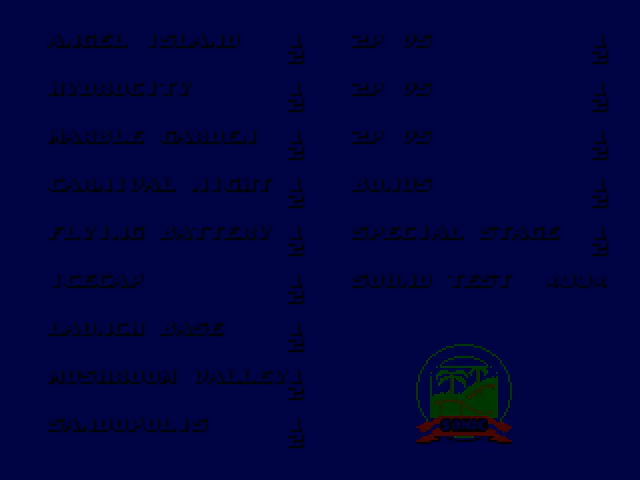 ANGEL ISLAND 1
2
HYDROCITY 1
2
MARBLE GARDEN 1
2
CARNIVAL NIGHT 1
2
FLYING BATTERY 1
2
ICECAP 1
2
LAUNCH BASE 1
2
MUSHROOM VALLEY 1
2
SANDOPOLIS 1
2
2P VS 1
2
2P VS 1
2
2P VS 1
2
BONUS 1
2
SPECIAL STAGE 1
2
SOUND TEST
SONIC